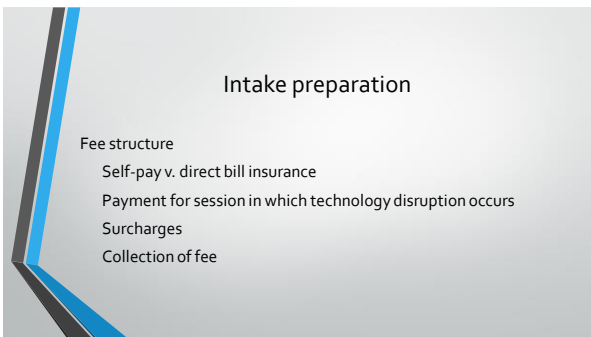 Intake preparation
Fee structure
Self-pay v. direct bill insurance
Payment for session in which technology disruption occurs
Surcharges
Collection of fee